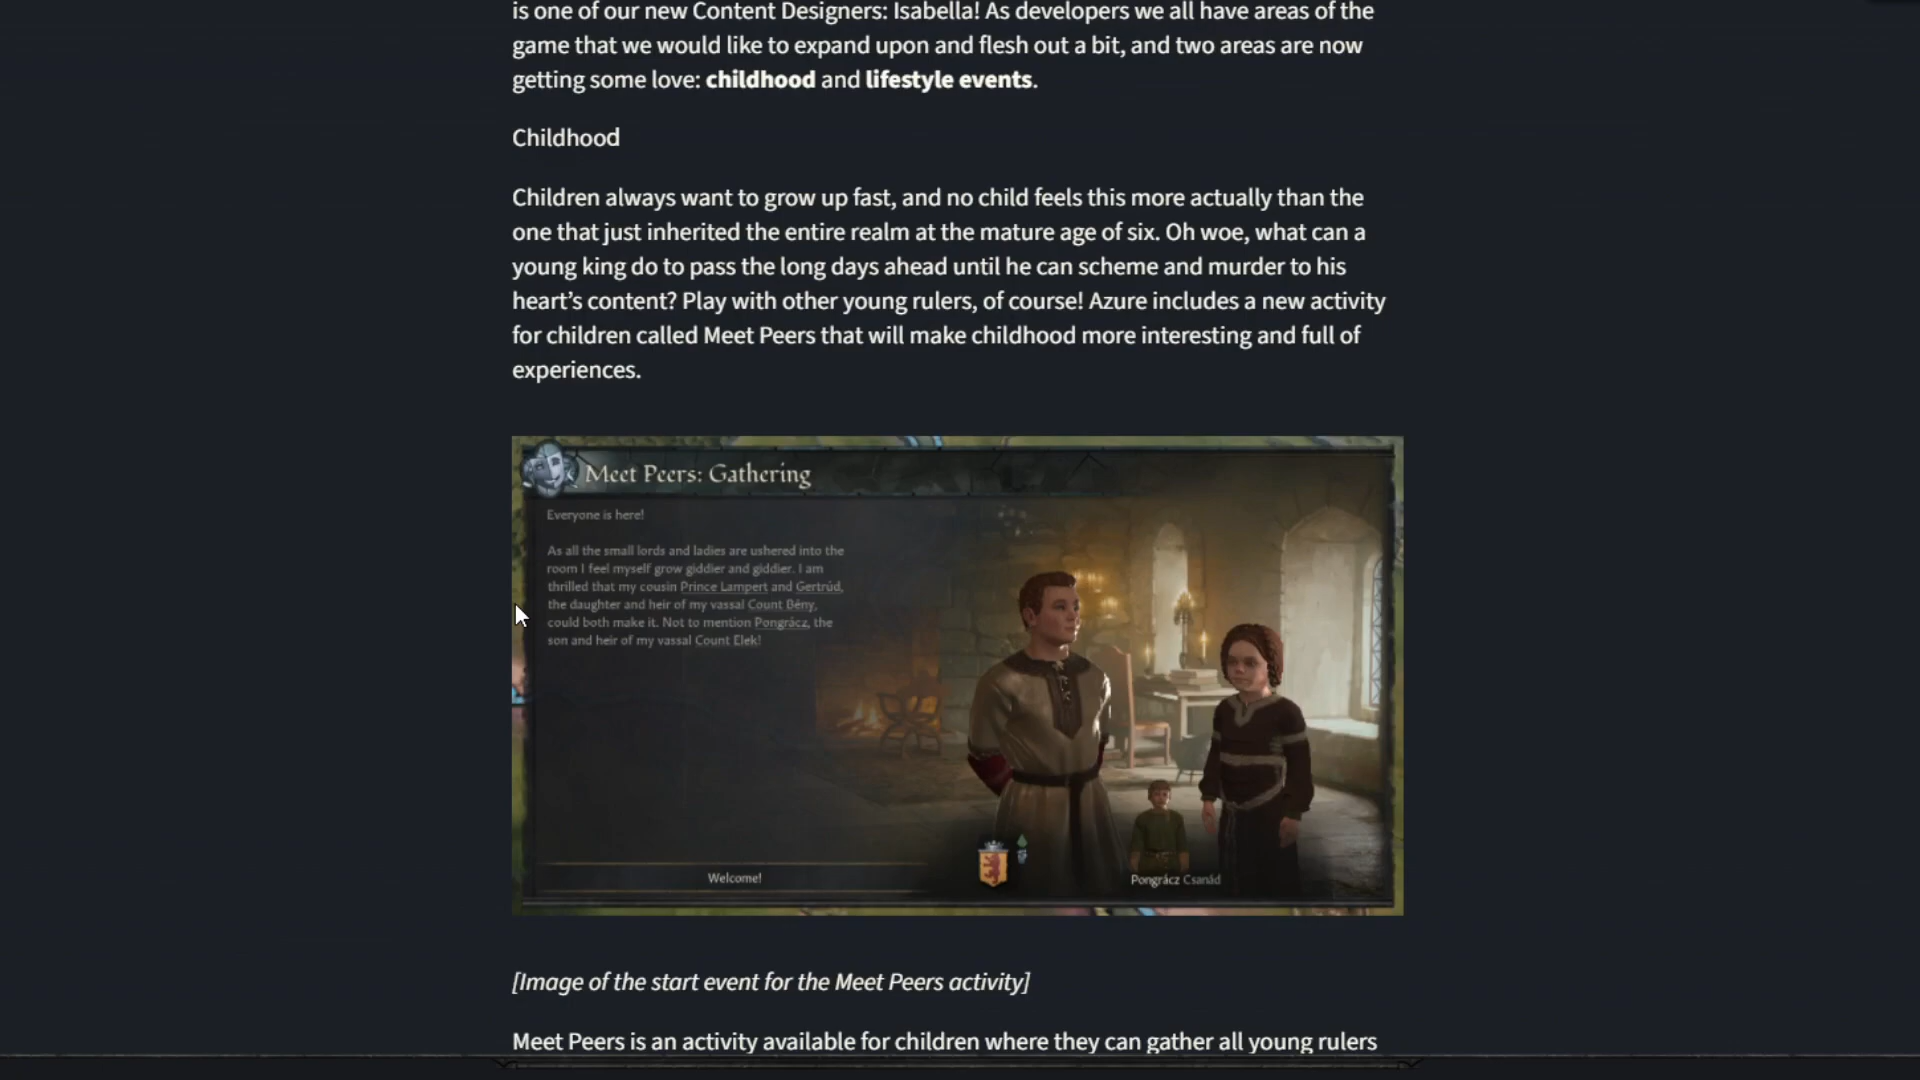 is one of our new Content Designers: Isabella! As developers we all have areas of the
game that we would like to expand upon and flesh out a bit, and two areas are now
getting some love: childhood and lifestyle events.
Childhood
Children always want to grow up fast, and no child feels this more actually than the
one that just inherited the entire realm at the mature age of six. Oh woe, what can a
young king do to pass the long days ahead until he can scheme and murder to his
heart’s content? Play with other young rulers, of course! Azure includes a new activity
for children called Meet Peers that will make childhood more interesting and full of
experiences.
Meet Peers: Gathering
Everyone is here!
As all the small lords and ladies are ushered into the
room I feel myself grow giddier and giddier. I am
thrilled that my cousin Prince Lampert and Gertrúd,
the daughter and heir of my vassal Count Bény,
could both make it. Not to mention Pongrácz, the
son and heir of my vassal Count Elek!
Welcome!
Pongrácz Csanád
[Image of the start event for the Meet Peers activity]
Meet Peers is an activity available for children where they can gather all young rulers